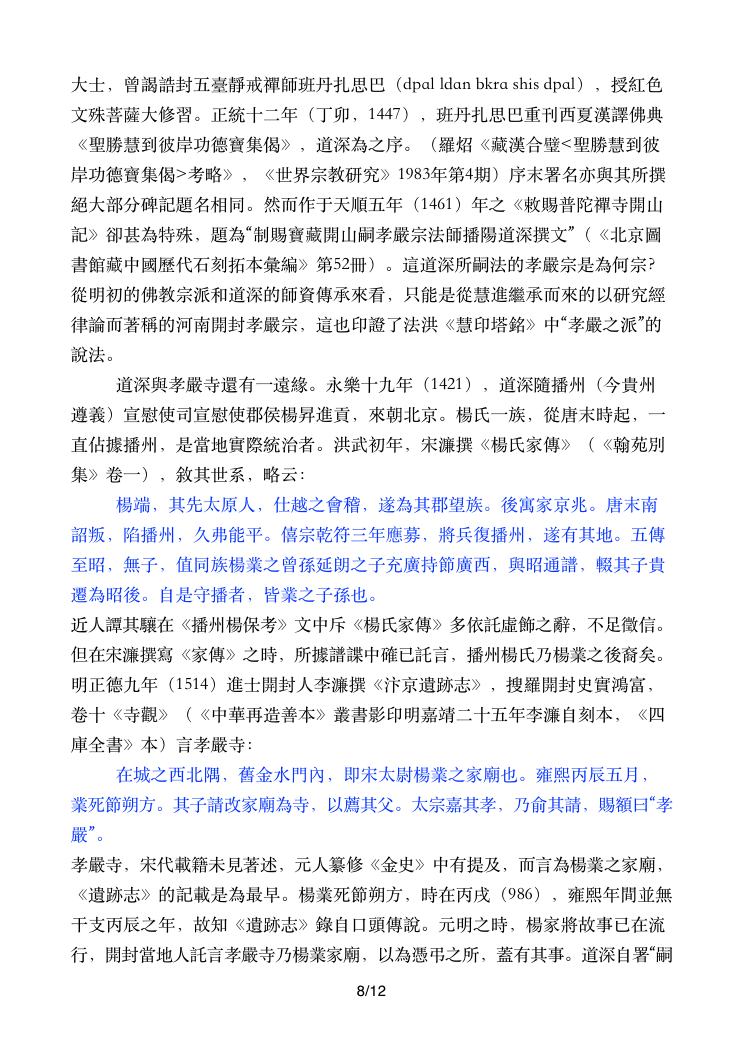 大士，曾謁誥封五臺靜戒禪師班丹扎思巴（dpal ldan bkra shis dpal），授紅色
文殊菩薩大修習。正統十二年（丁卯，1447），班丹扎思巴重刊西夏漢譯佛典
《聖勝慧到彼岸功德寶集偈》，道深為之序。（羅炤《藏漢合璧<聖勝慧到彼
岸功德寶集偈>考略》，《世界宗教研究》1983年第4期）序末署名亦與其所撰
絕大部分碑記題名相同。然而作于天順五年（1461）年之《敕賜普陀禪寺開山
記》卻甚為特殊，題為“制賜寶藏開山嗣孝嚴宗法師播陽道深撰文”（《北京圖
書館藏中國歷代石刻拓本彙編》第52冊）。這道深所嗣法的孝嚴宗是為何宗?
從明初的佛教宗派和道深的師資傳承來看，只能是從慧進繼承而來的以研究經
律論而著稱的河南開封孝嚴宗，這也印證了法洪《慧印塔銘》中“孝嚴之派”的
說法。
道深與孝嚴寺還有一遠緣。永樂十九年（1421），道深隨播州（今貴州
遵義）宣慰使司宣慰使郡侯楊昇進貢，來朝北京。楊氏一族，從唐末時起，一
直佔據播州，是當地實際統治者。洪武初年，宋濂撰《楊氏家傳》（《翰苑別
集》卷一），敘其世系，略云：
楊端，其先太原人，仕越之會稽，遂為其郡望族。後寓家京兆。唐末南
詔叛，陷播州，久弗能平。僖宗乾符三年應募，將兵復播州，遂有其地。五傳
至昭，無子，值同族楊業之曾孫延朗之子充廣持節廣西，與昭通譜，輟其子貴
遷為昭後。自是守播者，皆業之子孫也。
近人譚其驤在《播州楊保考》文中斥《楊氏家傳》多依託虛飾之辭，不足徵信。
但在宋濂撰寫《家傳》之時，所據譜諜中確已託言，播州楊氏乃楊業之後裔矣。
明正德九年（1514）進士開封人李濂撰《汴京遺跡志》，搜羅開封史實鴻富，
卷十《寺觀》（《中華再造善本》叢書影印明嘉靖二十五年李濂自刻本，《四
庫全書》本）言孝嚴寺：
在城之西北隅，舊金水門內，即宋太尉楊業之家廟也。雍熙丙辰五月，
業死節朔方。其子請改家廟為寺，以薦其父。太宗嘉其孝，乃俞其請，賜額曰“孝
嚴”。
孝嚴寺，宋代載籍未見著述，元人纂修《金史》中有提及，而言為楊業之家廟，
《遺跡志》的記載是為最早。楊業死節朔方，時在丙戌（986），雍熙年間並無
干支丙辰之年，故知《遺跡志》錄自口頭傳說。元明之時，楊家將故事已在流
行，開封當地人託言孝嚴寺乃楊業家廟，以為憑弔之所，蓋有其事。道深自署“嗣
8/12